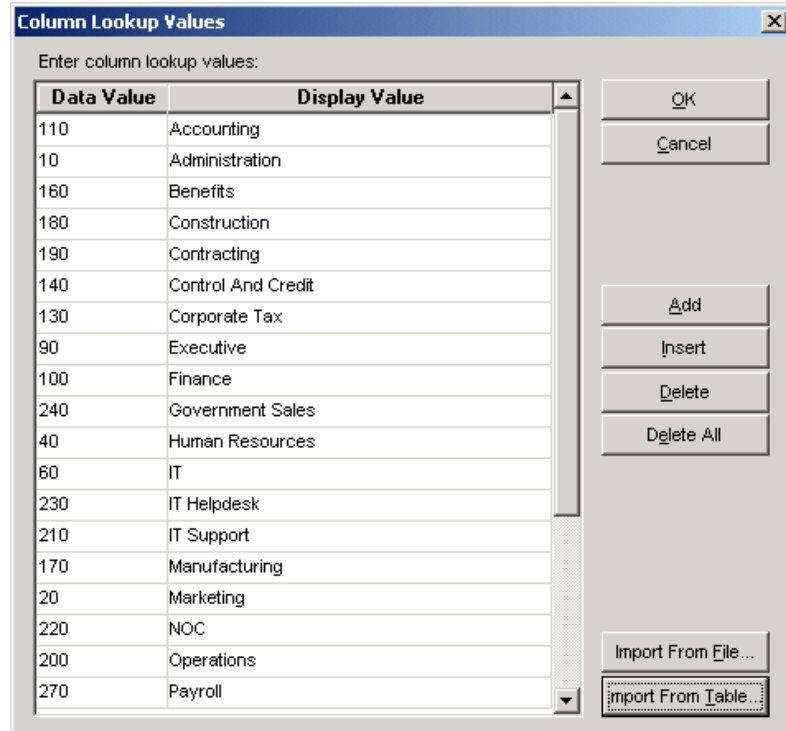 Column Lookup Values
Enter column lookup values:
Data Value Display Value
110 Accounting
10 Administration
160 Benefits
180 Construction
190 Contracting
140 Control And Credit
130 Corporate Tax
90 Executive
100 Finance
240 Government Sales
40 Human Resources
60 IT
230 IT Helpdesk
210 IT Support
170 Manufacturing
20 Marketing
220 NOC
200 Operations
270 Payroll
OK
Cancel
Add
Insert
Delete
Delete All
Import From File...
mport From Table...